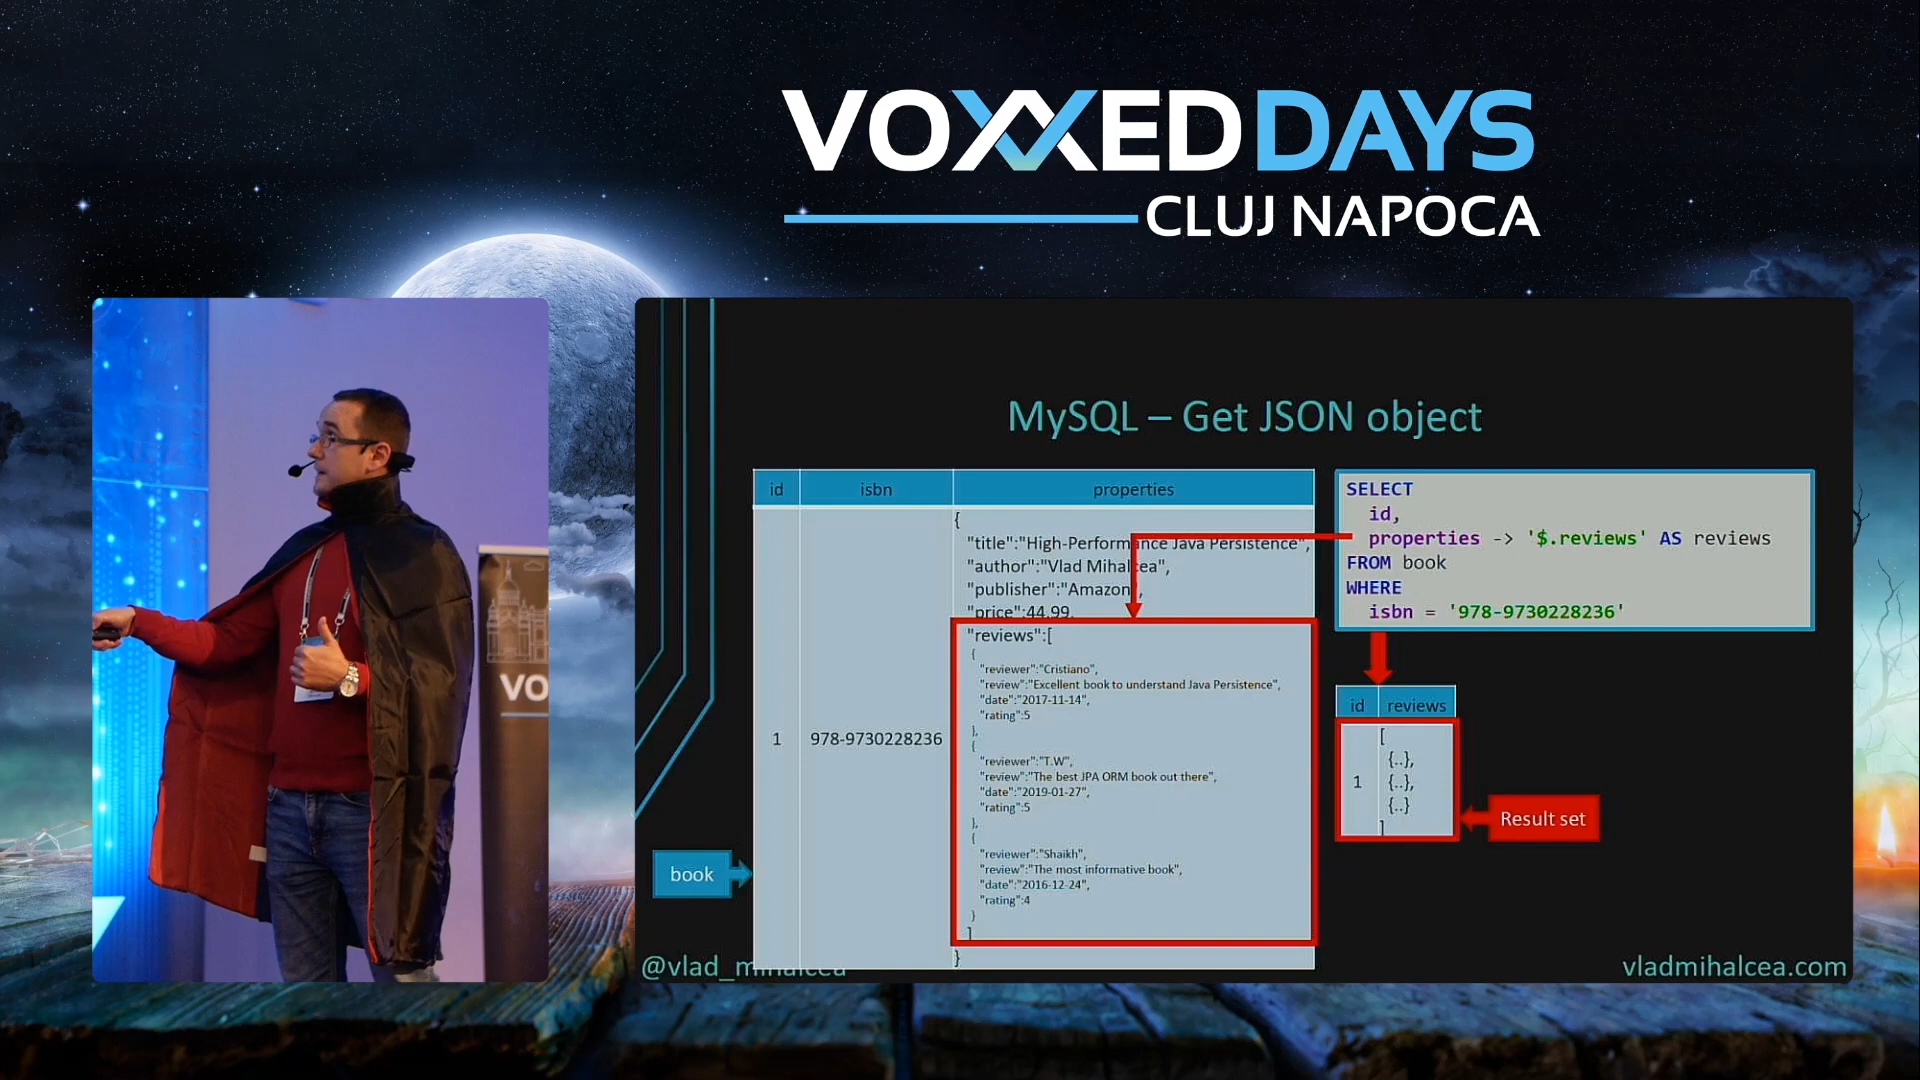 VOXXED DAYS
CLUJ NAPOCA
VO
MySQL – Get JSON object
id isbn properties
1 978-9730228236
{
"title":"High-Performance Java Persistence",
"author":"Vlad Mihalcea",
"publisher":"Amazon",
"price":44.99,
"reviews":[
{
"reviewer":"Cristiano",
"review":"Excellent book to understand Java Persistence",
"date":"2017-11-14",
"rating":5
},
{
"reviewer":"T.W",
"review":"The best JPA ORM book out there",
"date":"2019-01-27",
"rating":5
},
{
"reviewer":"Shaikh",
"review":"The most informative book",
"date":"2016-12-24",
"rating":4
}
]
}
book
SELECT
id,
properties -> '$.reviews' AS reviews
FROM book
WHERE
isbn = '978-9730228236'
id reviews
1
[
{..},
{..},
{..}
]
Result set
@vlad_mihalcea
vladmihalcea.com